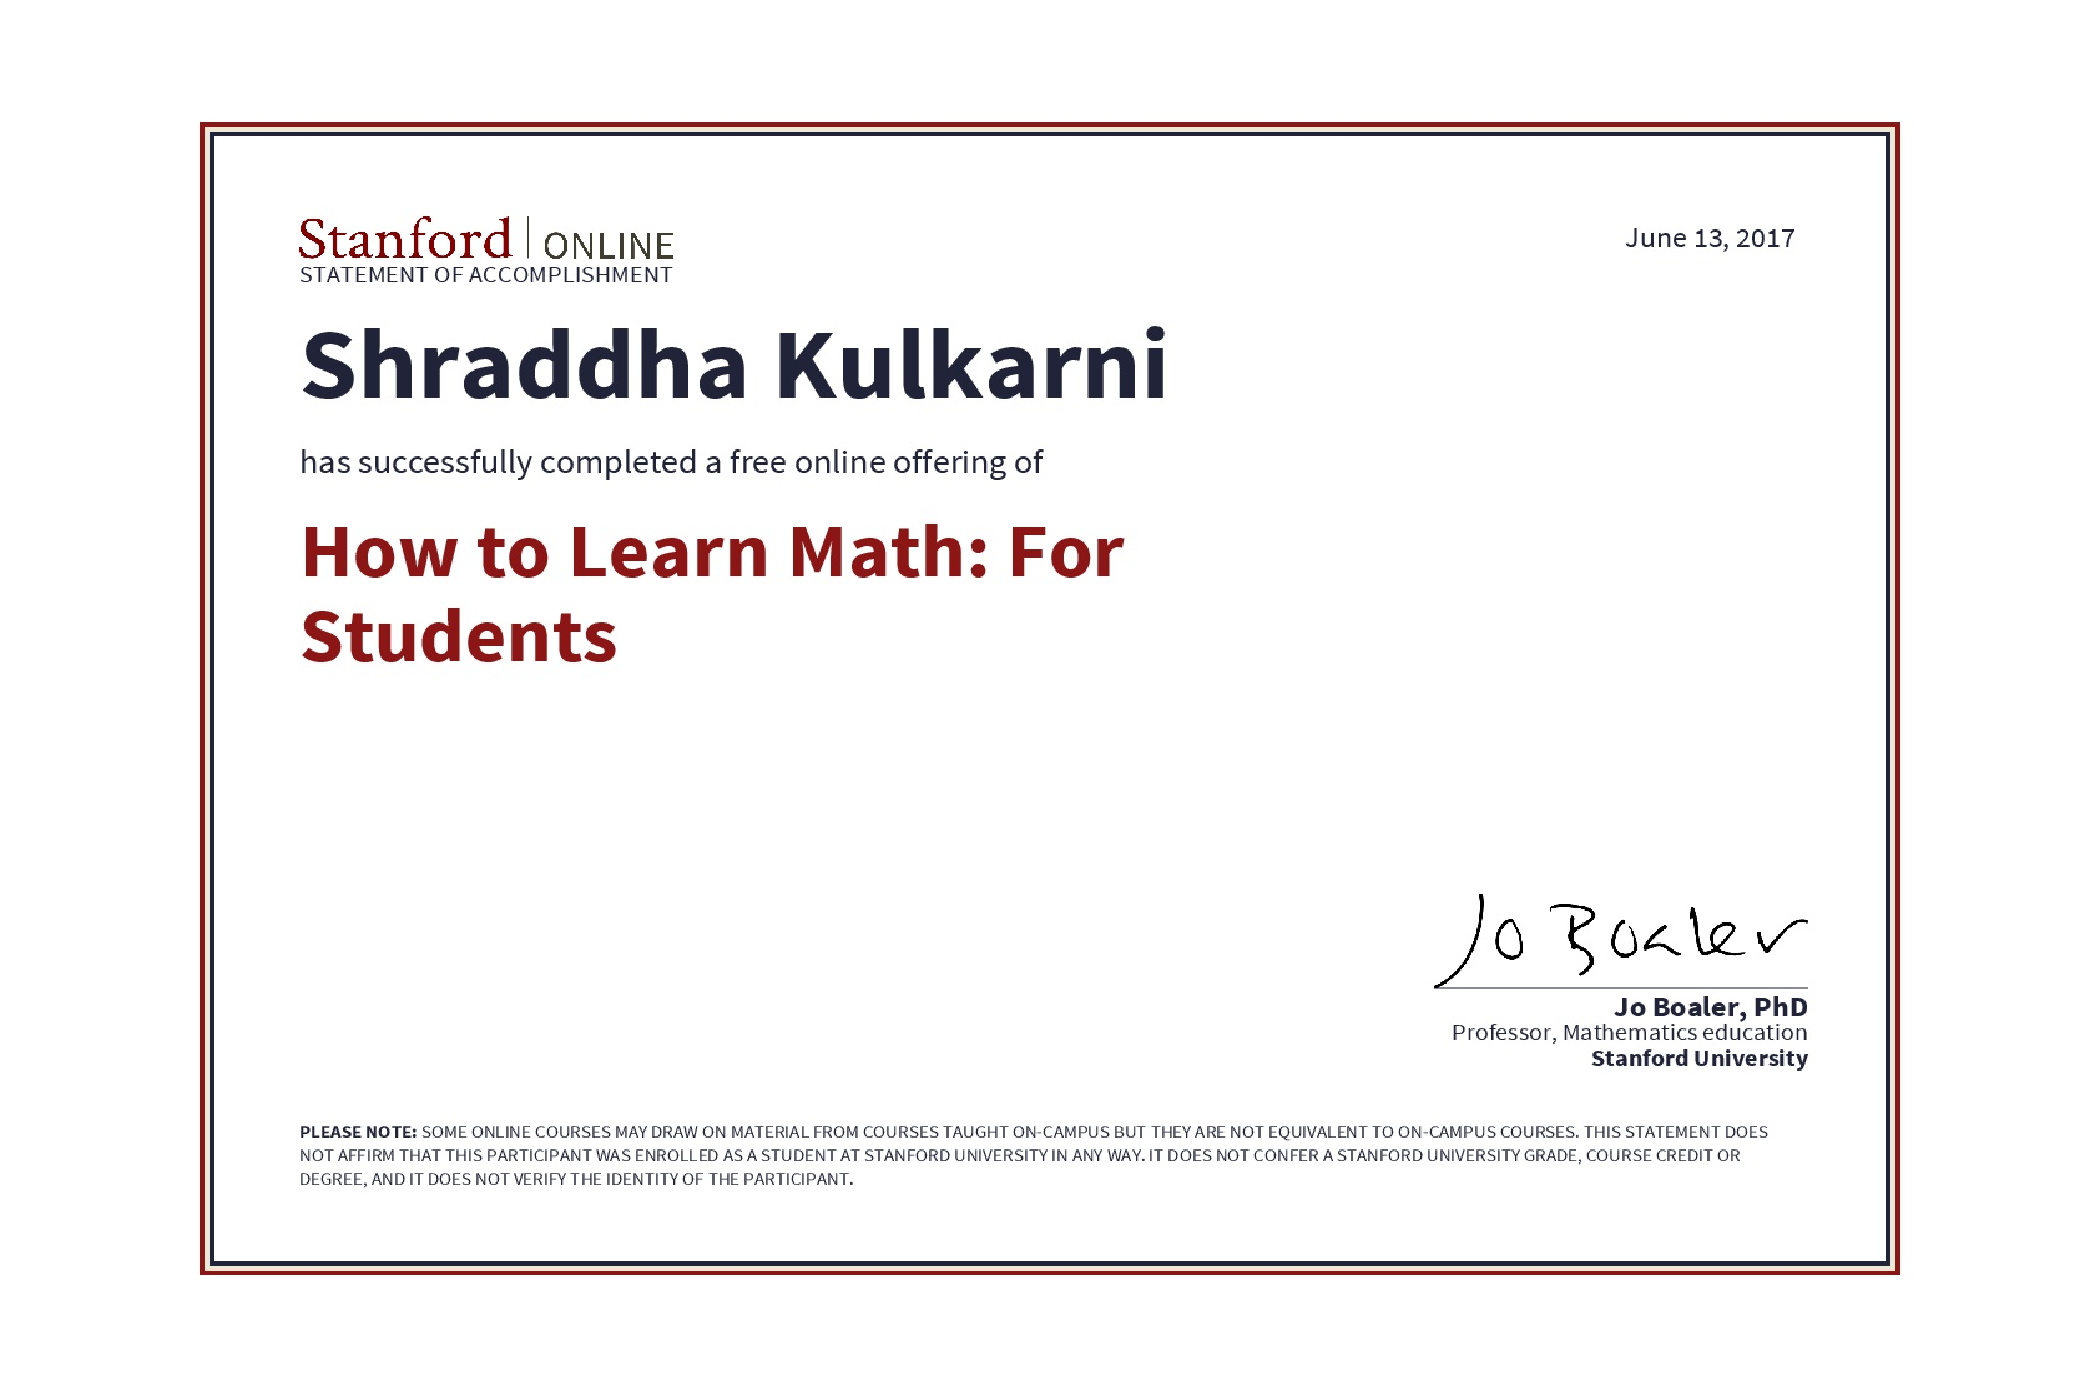 Stanford | ONLINE
June 13, 2017
STATEMENT OF ACCOMPLISHMENT
Shraddha Kulkarni
has successfully completed a free online offering of
How to Learn Math: For
Students
Jo Boaler
Jo Boaler, PhD
Professor, Mathematics education
Stanford University
PLEASE NOTE: SOME ONLINE COURSES MAY DRAW ON MATERIAL FROM COURSES TAUGHT ON-CAMPUS BUT THEY ARE NOT EQUIVALENT TO ON-CAMPUS COURSES. THIS STATEMENT DOES
NOT AFFIRM THAT THIS PARTICIPANT WAS ENROLLED AS A STUDENT AT STANFORD UNIVERSITY IN ANY WAY. IT DOES NOT CONFER A STANFORD UNIVERSITY GRADE, COURSE CREDIT OR
DEGREE, AND IT DOES NOT VERIFY THE IDENTITY OF THE PARTICIPANT.